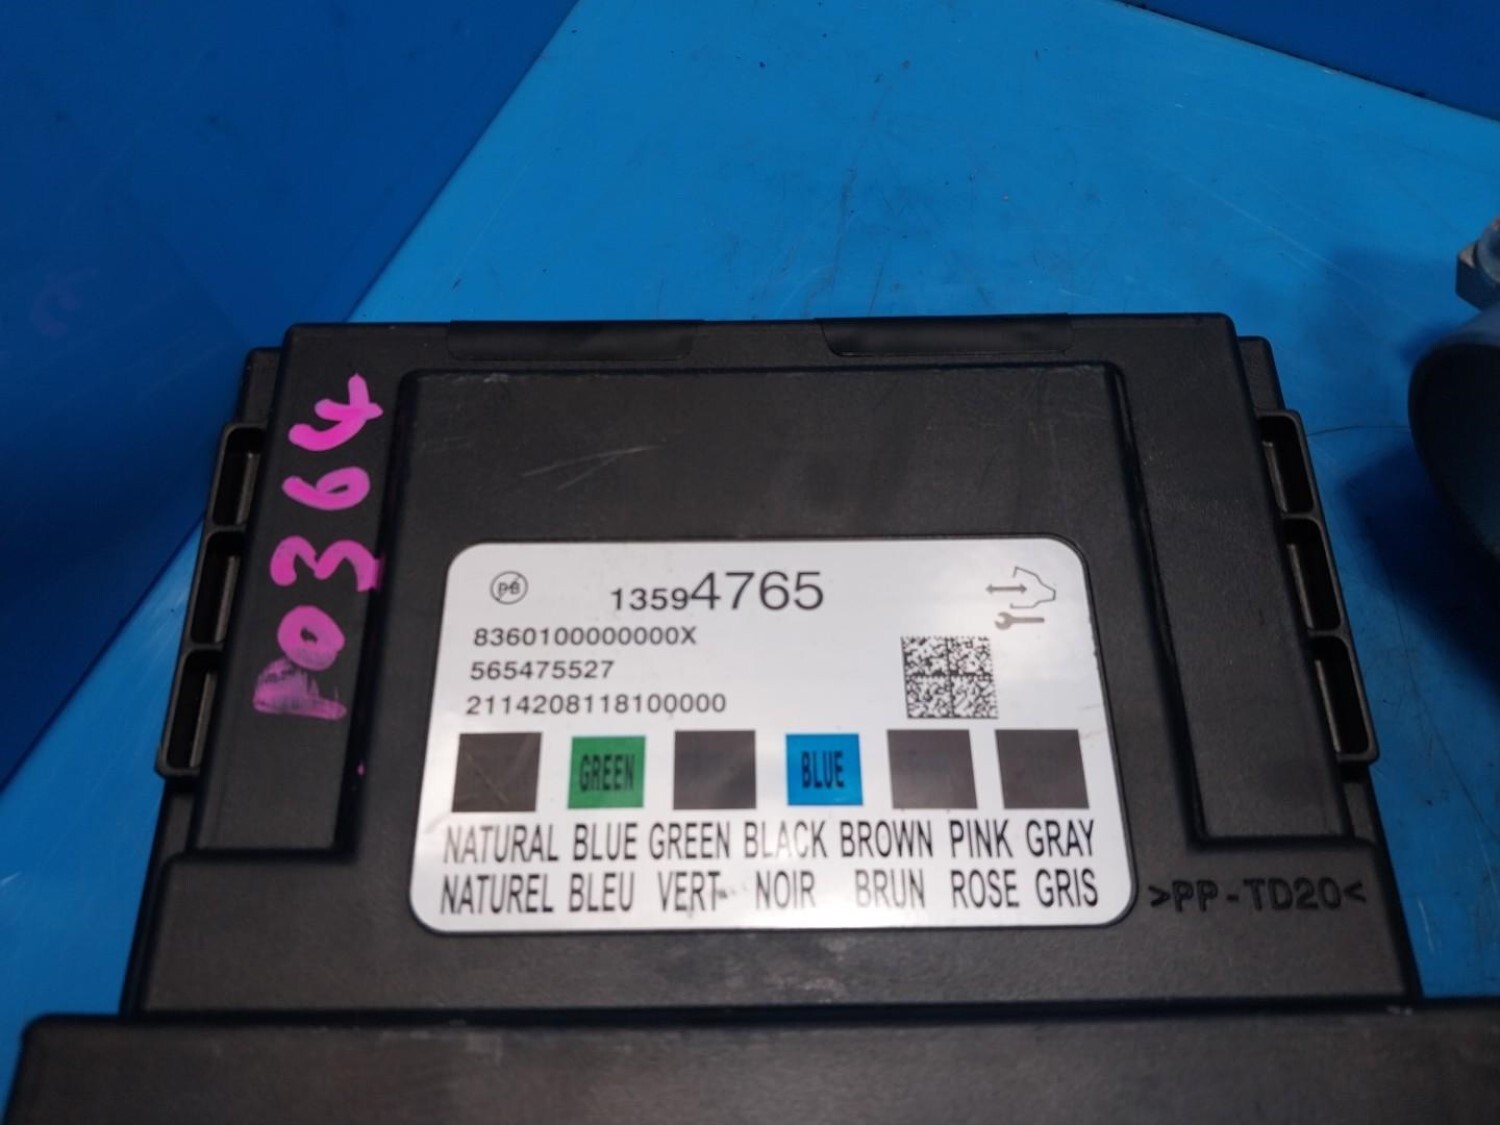 P0364
PB
13594765
8360100000000X
565475527
2114208118100000
GREEN BLUE
NATURAL BLUE GREEN BLACK BROWN PINK GRAY
NATUREL BLEU VERT NOIR BRUN ROSE GRIS
>PP-TD20<